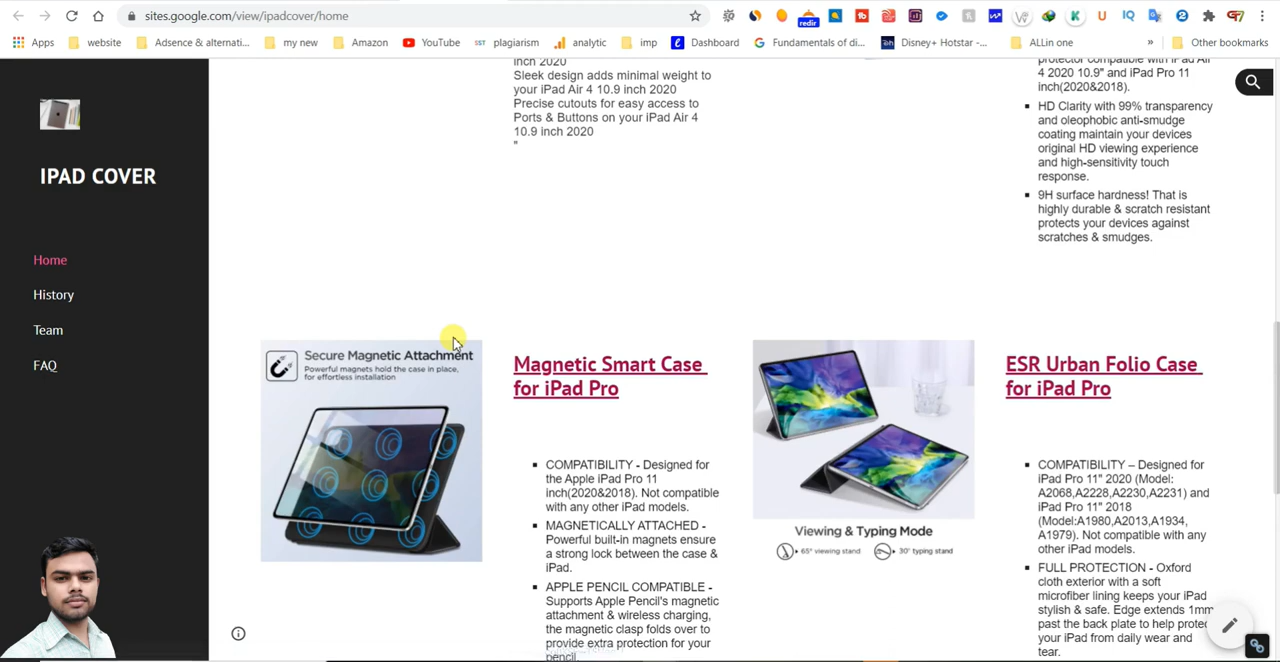 sites.google.com/view/ipadcover/home
redir
Apps
website
Adsence & alternati...
my new
Amazon
YouTube
SST plagiarism
analytic
imp
Dashboard
Fundamentals of di...
Disney+ Hotstar -...
ALLin one
»
Other bookmarks
IPAD COVER
Home
History
Team
FAQ
inch 2020
Sleek design adds minimal weight to
your iPad Air 4 10.9 inch 2020
Precise cutouts for easy access to
Ports & Buttons on your iPad Air 4
10.9 inch 2020
"
protector compatible with iPad Air
4 2020 10.9" and iPad Pro 11
inch(2020&2018).
HD Clarity with 99% transparency
and oleophobic anti-smudge
coating maintain your devices
original HD viewing experience
and high-sensitivity touch
response.
9H surface hardness! That is
highly durable & scratch resistant
protects your devices against
scratches & smudges.
Secure Magnetic Attachment
Powerful magnets hold the case in place,
for effortless installation
Magnetic Smart Case
for iPad Pro
COMPATIBILITY - Designed for
the Apple iPad Pro 11
inch(2020&2018). Not compatible
with any other iPad models.
MAGNETICALLY ATTACHED -
Powerful built-in magnets ensure
a strong lock between the case &
iPad.
APPLE PENCIL COMPATIBLE -
Supports Apple Pencil's magnetic
attachment & wireless charging,
the magnetic clasp folds over to
provide extra protection for your
pencil.
Viewing & Typing Mode
65° viewing stand
30° typing stand
ESR Urban Folio Case
for iPad Pro
COMPATIBILITY – Designed for
iPad Pro 11" 2020 (Model:
A2068,A2228,A2230,A2231) and
iPad Pro 11" 2018
(Model:A1980,A2013,A1934,
A1979). Not compatible with any
other iPad models.
FULL PROTECTION - Oxford
cloth exterior with a soft
microfiber lining keeps your iPad
stylish & safe. Edge extends 1mm
past the back plate to help protec
your iPad from daily wear and
tear.